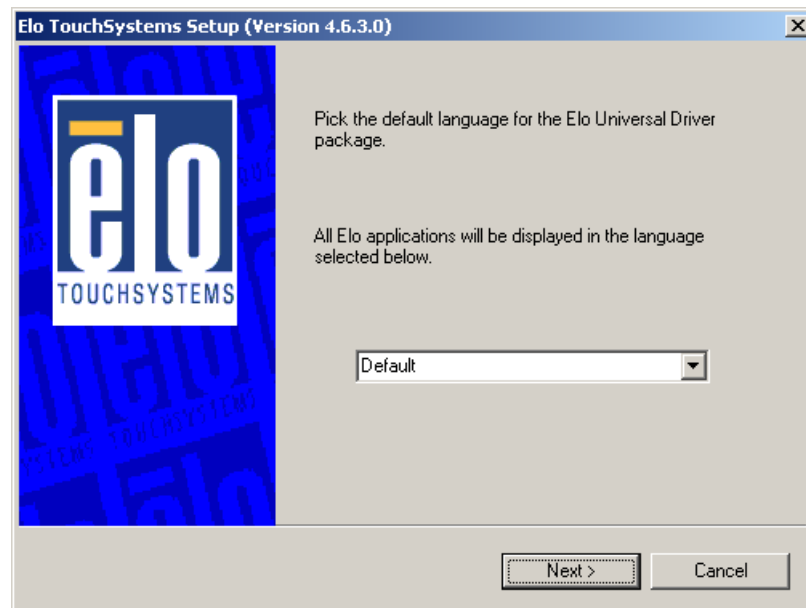 Elo TouchSystems Setup (Version 4.6.3.0)
ēlo
TOUCHSYSTEMS
Pick the default language for the Elo Universal Driver
package.
All Elo applications will be displayed in the language
selected below.
Default
Next >
Cancel